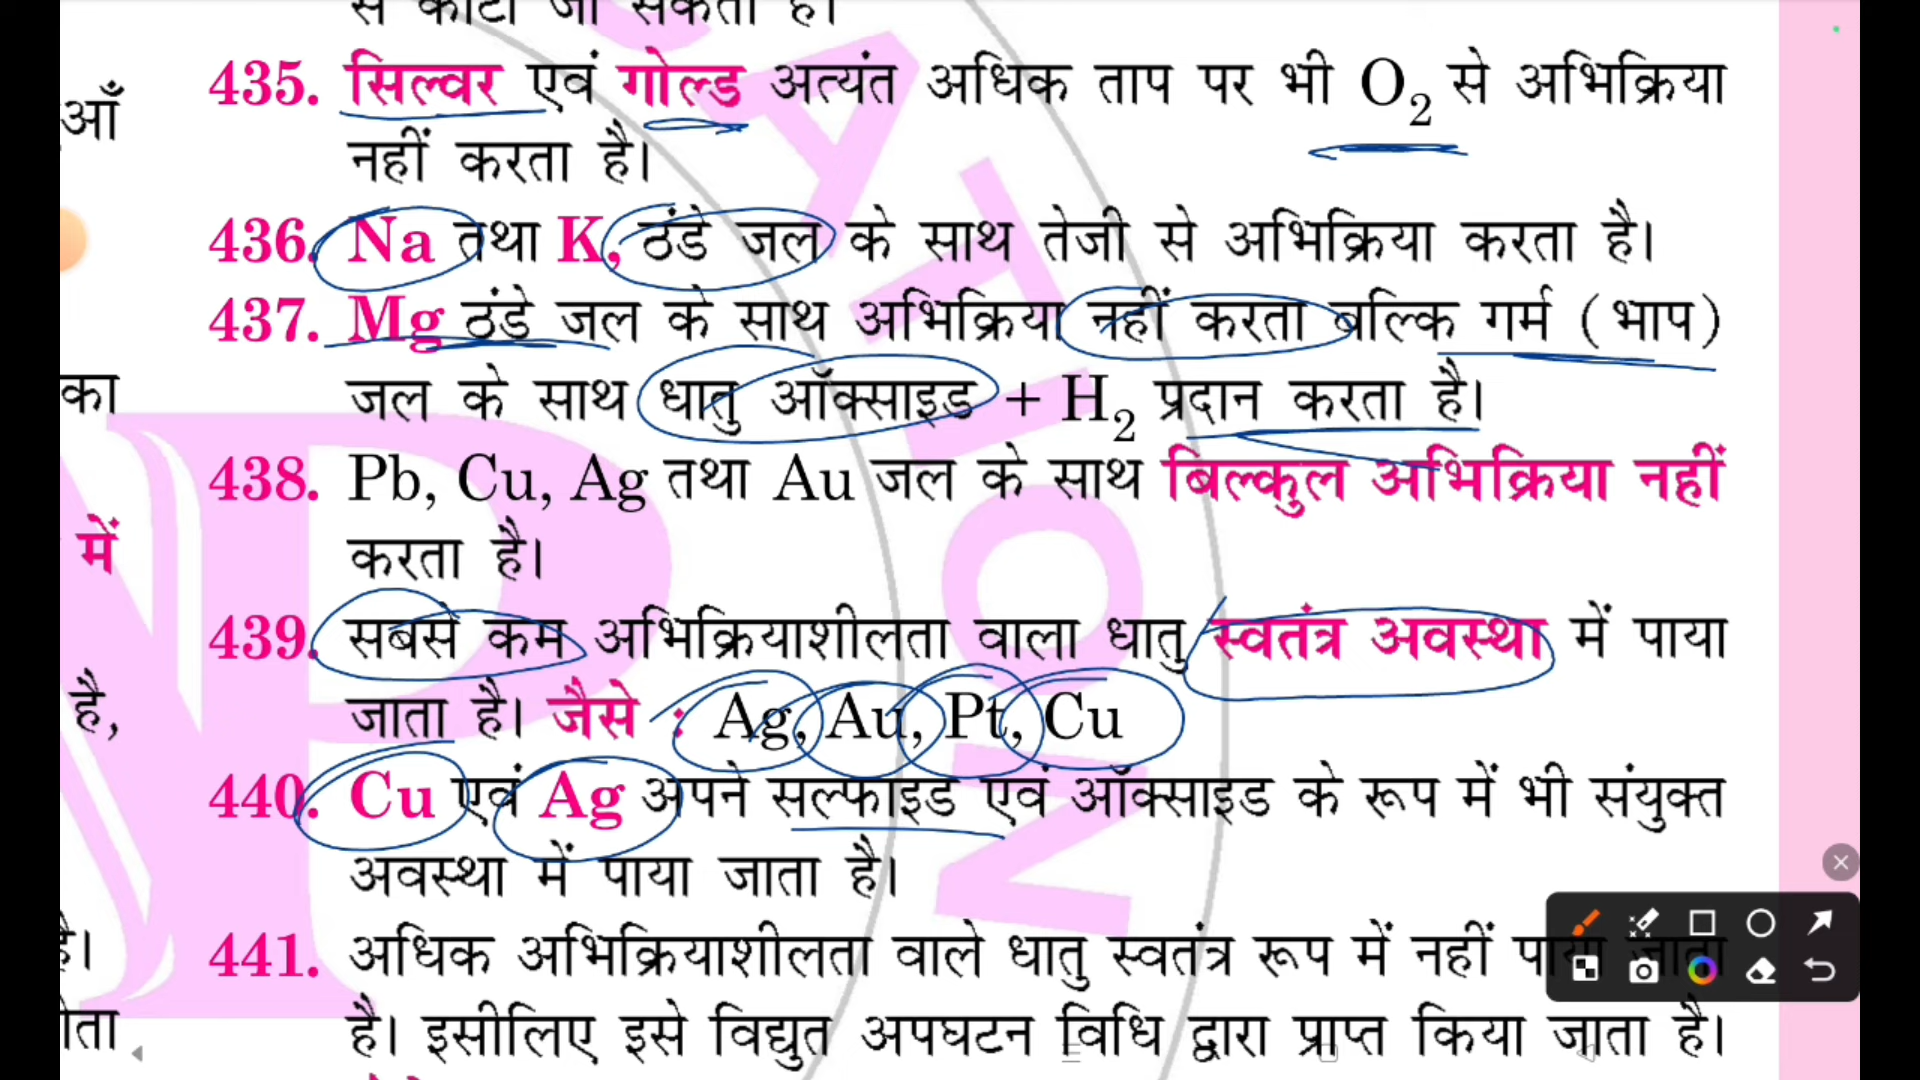 आँ
का
में
है,
है।
से काटा जा सकता है।
435. सिल्वर एवं गोल्ड अत्यंत अधिक ताप पर भी O2 से अभिक्रिया
नहीं करता है।
436. Na तथा K, ठंडे जल के साथ तेजी से अभिक्रिया करता है।
437. Mg ठंडे जल के साथ अभिक्रिया नहीं करता बल्कि गर्म (भाप)
जल के साथ धातु ऑक्साइड + H2 प्रदान करता है।
438. Pb, Cu, Ag तथा Au जल के साथ बिल्कुल अभिक्रिया नहीं
करता है।
439. सबसे कम अभिक्रियाशीलता वाला धातु स्वतंत्र अवस्था में पाया
जाता है। जैसे : Ag, Au, Pt, Cu
440. Cu एवं Ag अपने सल्फाइड एवं ऑक्साइड के रूप में भी संयुक्त
अवस्था में पाया जाता है।
441. अधिक अभिक्रियाशीलता वाले धातु स्वतंत्र रूप में नहीं पाया जाता
है। इसीलिए इसे विद्युत अपघटन विधि द्वारा प्राप्त किया जाता है।